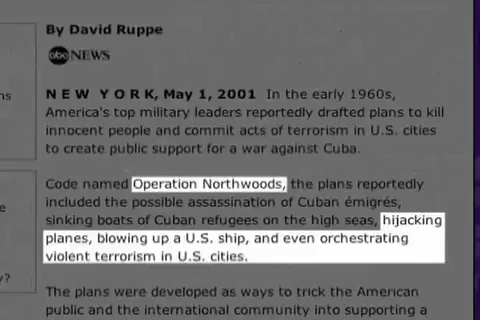 By David Ruppe
abc NEWS
NEW YORK, May 1, 2001 In the early 1960s,
America's top military leaders reportedly drafted plans to kill
innocent people and commit acts of terrorism in U.S. cities
to create public support for a war against Cuba.
Code named Operation Northwoods, the plans reportedly
included the possible assassination of Cuban émigrés,
sinking boats of Cuban refugees on the high seas, hijacking
planes, blowing up a U.S. ship, and even orchestrating
violent terrorism in U.S. cities.
The plans were developed as ways to trick the American
public and the international community into supporting a